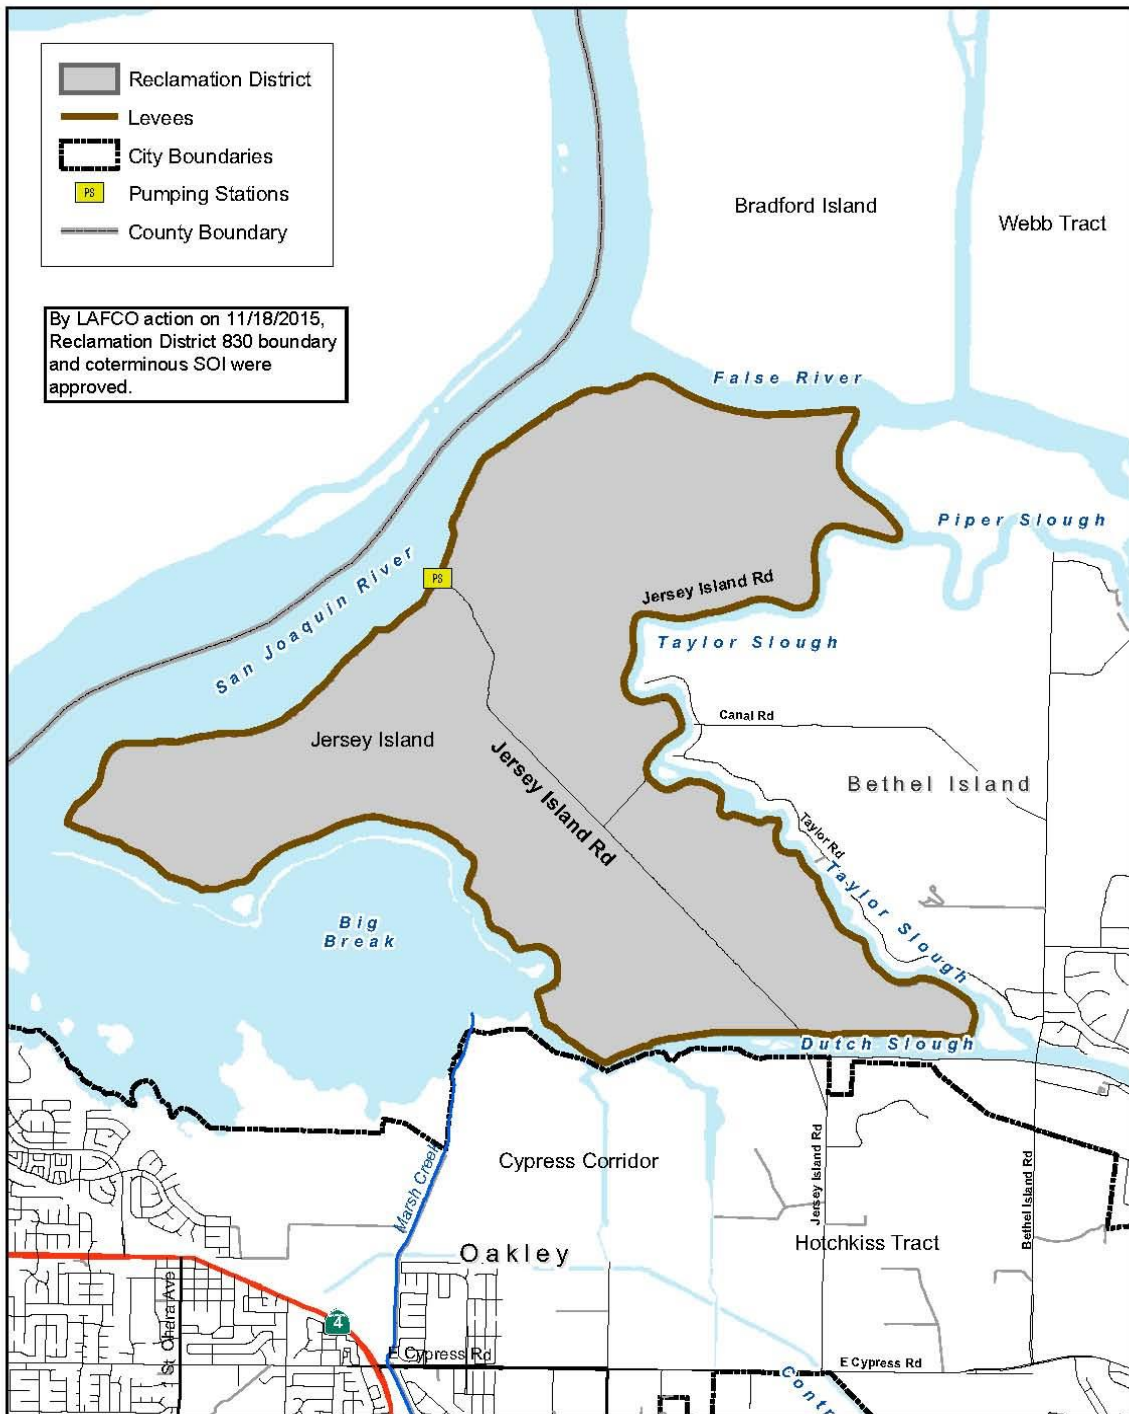 Reclamation District
Levees
City Boundaries
PS
Pumping Stations
County Boundary
By LAFCO action on 11/18/2015,
Reclamation District 830 boundary
and coterminous SOI were
approved.
Bradford Island
Webb Tract
False River
Piper Slough
San Joaquin River
PS
Jersey Island Rd
Taylor Slough
Canal Rd
Jersey Island
Jersey Island Rd
Bethel Island
Taylor Rd
Taylor Slough
Big
Break
Dutch Slough
Cypress Corridor
Marsh Creek
Jersey Island Rd
Bethel Island Rd
Hotchkiss Tract
Oakley
4
E Cypress Rd
E Cypress Rd